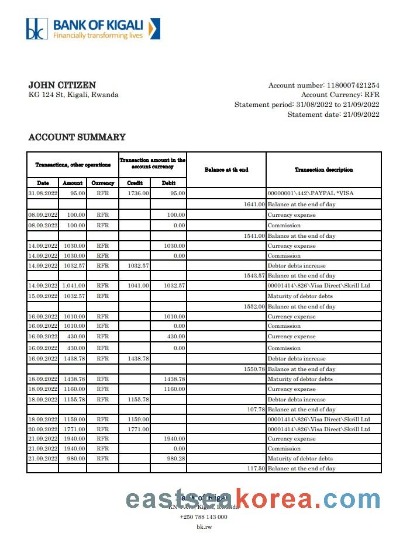 bk BANK OF KIGALI
Financially transforming lives
JOHN CITIZEN
KG 124 St, Kigali, Rwanda
Account number: 1180007421254
Account Currency: RFR
Statement period: 31/08/2022 to 21/09/2022
Statement date: 21/09/2022
ACCOUNT SUMMARY
Transactions, other operations Transaction amount in the account currency Balance at th end Transaction description
Date Amount Currency Credit Debit
31.08.2022 95.00 RFR 1736.00 95.00 00000001\442\PAYPAL *VISA
1641.00 Balance at the end of day
08.09.2022 100.00 RFR 100.00 Currency expense
08.09.2022 100.00 RFR 0.00 Commission
1541.00 Balance at the end of day
14.09.2022 1030.00 RFR 1030.00 Currency expense
14.09.2022 1030.00 RFR 0.00 Commission
14.09.2022 1032.57 RFR 1032.57 Debtor debts increase
1543.57 Balance at the end of day
14.09.2022 1;041.00 RFR 1041.00 1032.57 00001414\826\Visa Direct\Skrill Ltd
15.09.2022 1032.57 RFR Maturity of debtor debts
1552.00 Balance at the end of day
16.09.2022 1010.00 RFR 1010.00 Currency expense
16.09.2022 1010.00 RFR 0.00 Commission
16.09.2022 430.00 RFR 430.00 Currency expense
16.09.2022 430.00 RFR 0.00 Commission
16.09.2022 1438.78 RFR 1438.78 Debtor debts increase
1550.78 Balance at the end of day
18.09.2022 1438.78 RFR 1438.78 Maturity of debtor debts
18.09.2022 1160.00 RFR 1160.00 Currency expense
18.09.2022 1155.78 RFR 1155.78 Debtor debts increase
107.78 Balance at the end of day
18.09.2022 1159.00 RFR 1159.00 00001414\826\Visa Direct\Skrill Ltd
20.09.2022 1771.00 RFR 1771.00 00001414\826\Visa Direct\Skrill Ltd
21.09.2022 1940.00 RFR 1940.00 Currency expense
21.09.2022 1940.00 RFR 0.00 Commission
21.09.2022 980.00 RFR 980.28 Maturity of debtor debts
117.50 Balance at the end of day
Bank of Kigali
eastseakorea.com
Kigali, Rwanda
+250 788 143 000
bk.rw